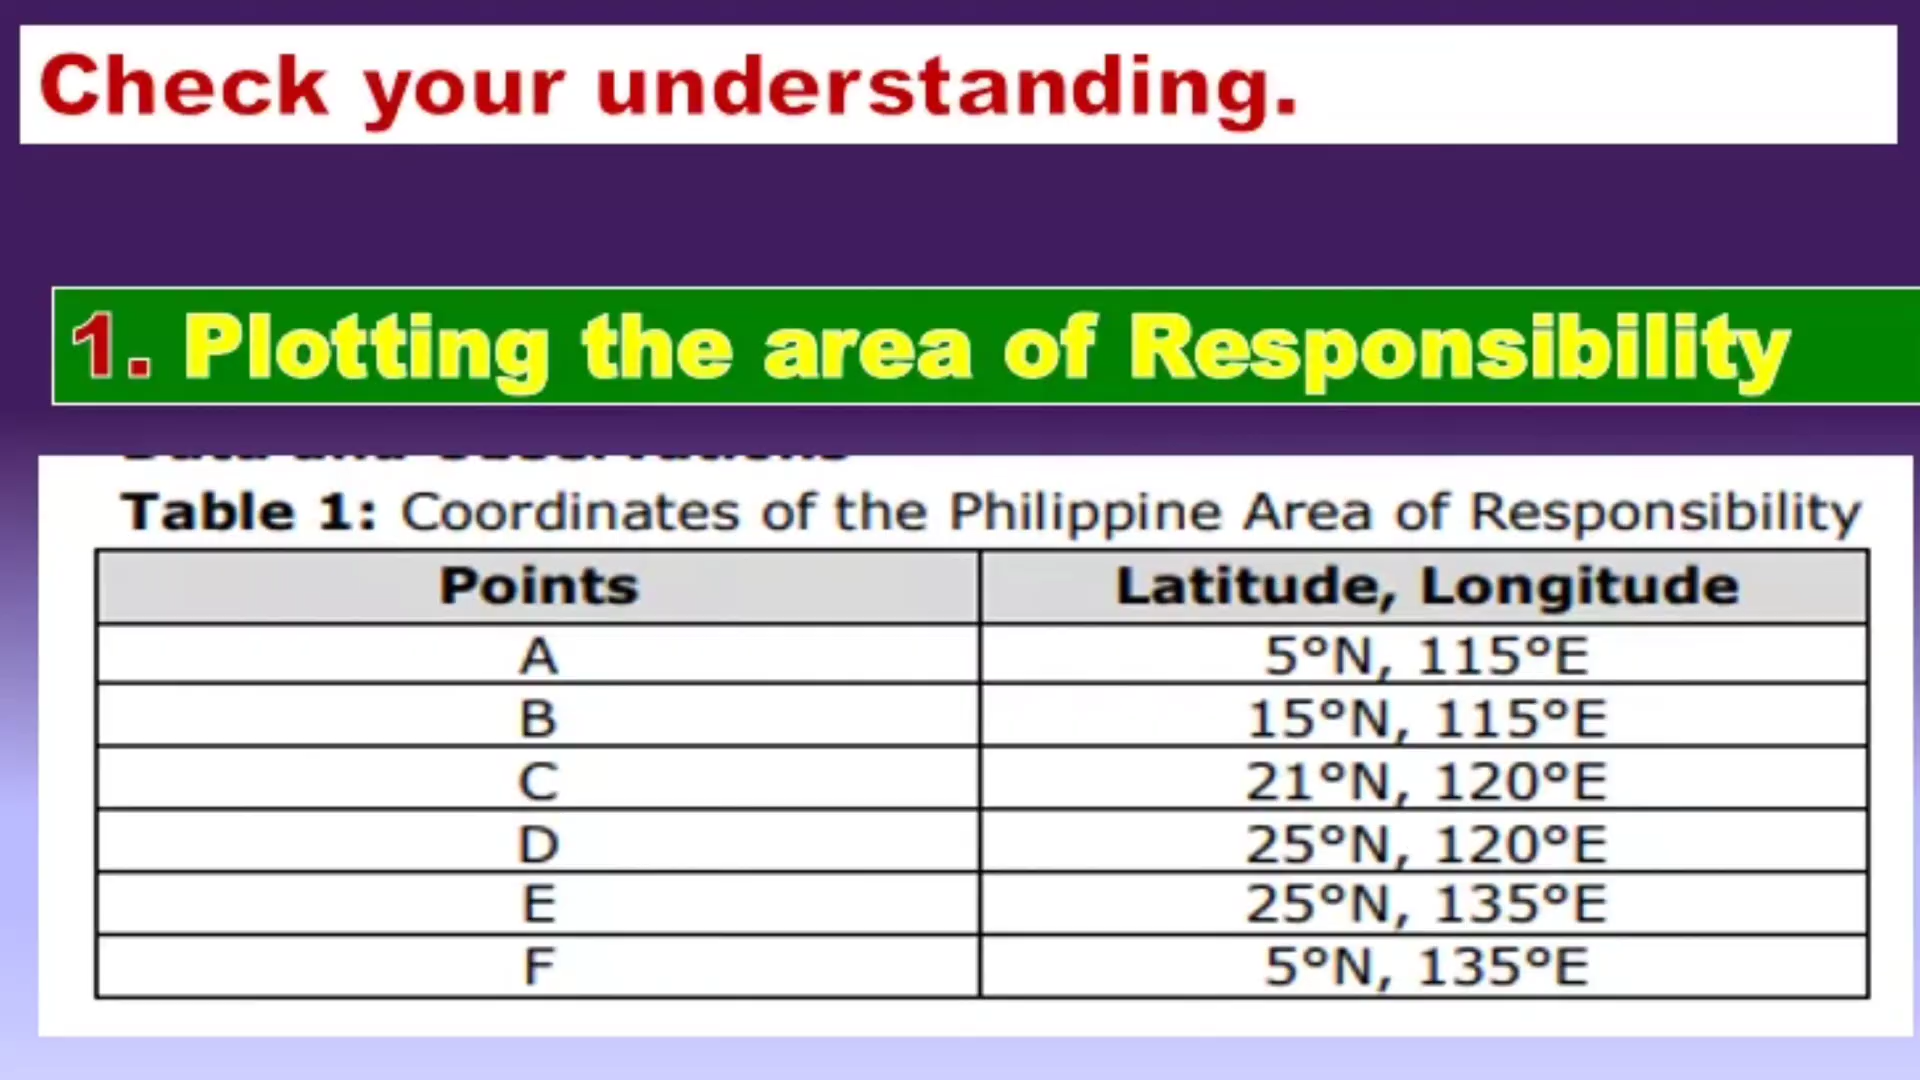 Check your understanding.
1. Plotting the area of Responsibility
Table 1: Coordinates of the Philippine Area of Responsibility
Points Latitude, Longitude
A 5°N, 115°E
B 15°N, 115°E
C 21°N, 120°E
D 25°N, 120°E
E 25°N, 135°E
F 5°N, 135°E